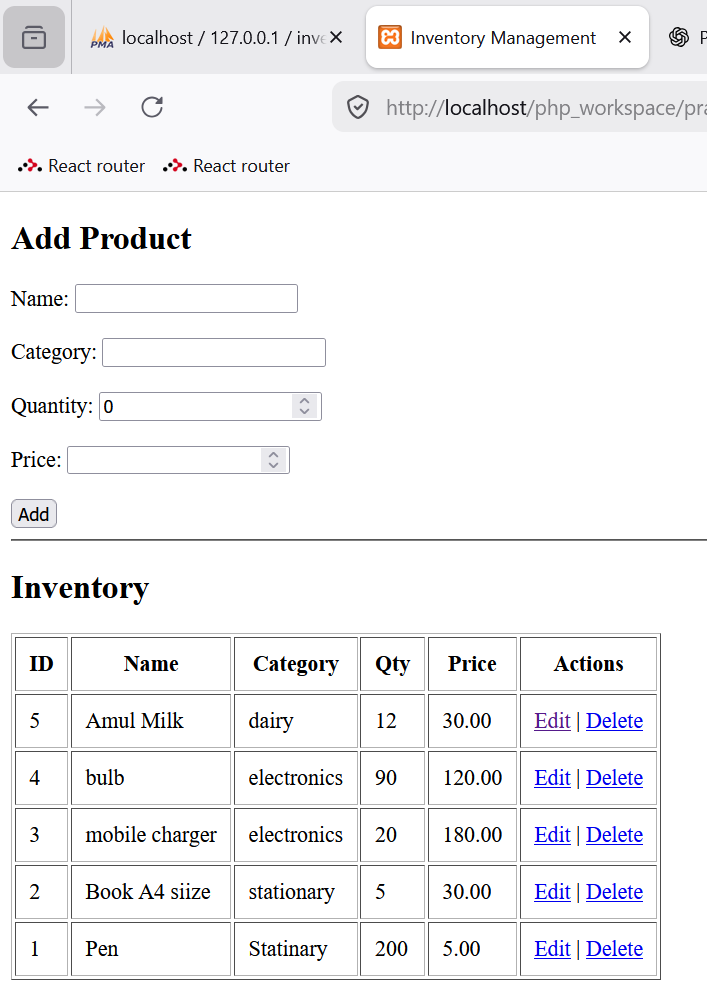 PMA localhost / 127.0.0.1 / inve Inventory Management P
http://localhost/php_workspace/pra
React router React router
Add Product
Name:
Category:
Quantity: 0
Price:
Add
Inventory
ID Name Category Qty Price Actions
5 Amul Milk dairy 12 30.00 Edit | Delete
4 bulb electronics 90 120.00 Edit | Delete
3 mobile charger electronics 20 180.00 Edit | Delete
2 Book A4 siize stationary 5 30.00 Edit | Delete
1 Pen Statinary 200 5.00 Edit | Delete